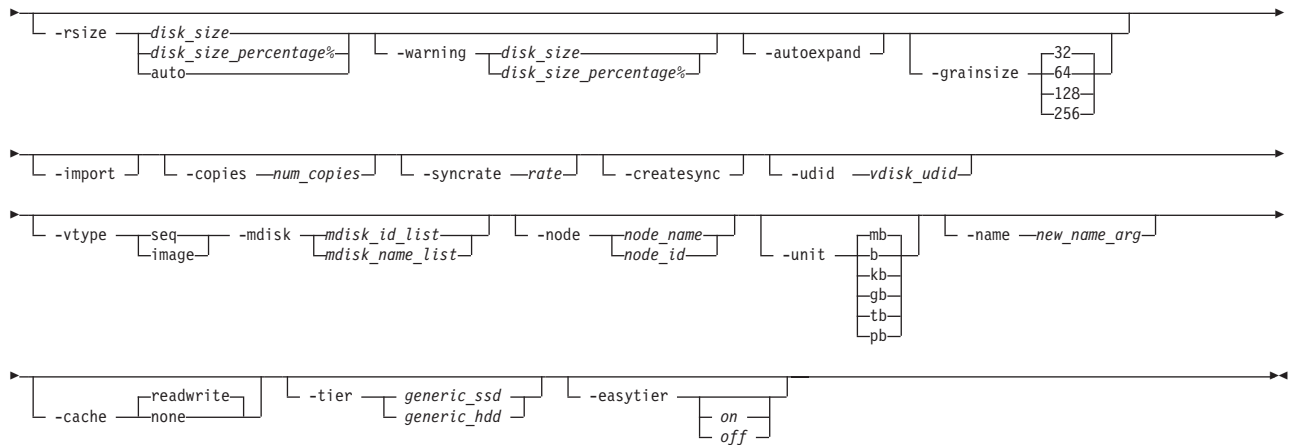 -rsize disk_size
disk_size_percentage%
auto
-warning disk_size
disk_size_percentage%
-autoexpand
-grainsize 32
64
128
256
-import -copies num_copies -syncrate rate -createsync -udid vdisk_udid
-vtype seq
image
-mdisk mdisk_id_list
mdisk_name_list
-node node_name
node_id
-unit mb
b
kb
gb
tb
pb
-name new_name_arg
-cache readwrite
none
-tier generic_ssd
generic_hdd
-easytier on
off